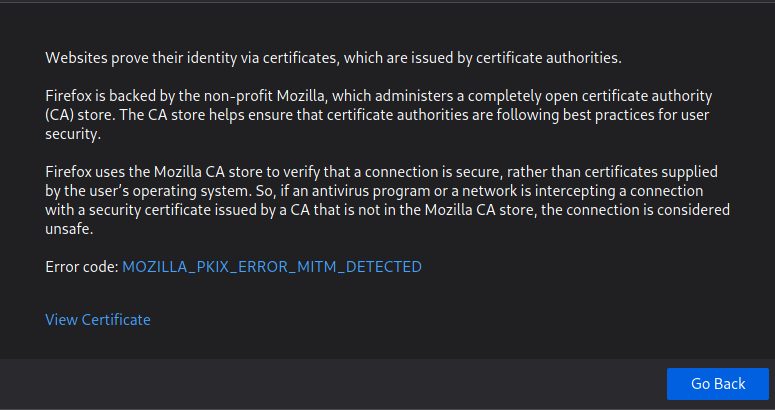 Websites prove their identity via certificates, which are issued by certificate authorities.
Firefox is backed by the non-profit Mozilla, which administers a completely open certificate authority
(CA) store. The CA store helps ensure that certificate authorities are following best practices for user
security.
Firefox uses the Mozilla CA store to verify that a connection is secure, rather than certificates supplied
by the user’s operating system. So, if an antivirus program or a network is intercepting a connection
with a security certificate issued by a CA that is not in the Mozilla CA store, the connection is considered
unsafe.
Error code: MOZILLA_PKIX_ERROR_MITM_DETECTED
View Certificate
Go Back